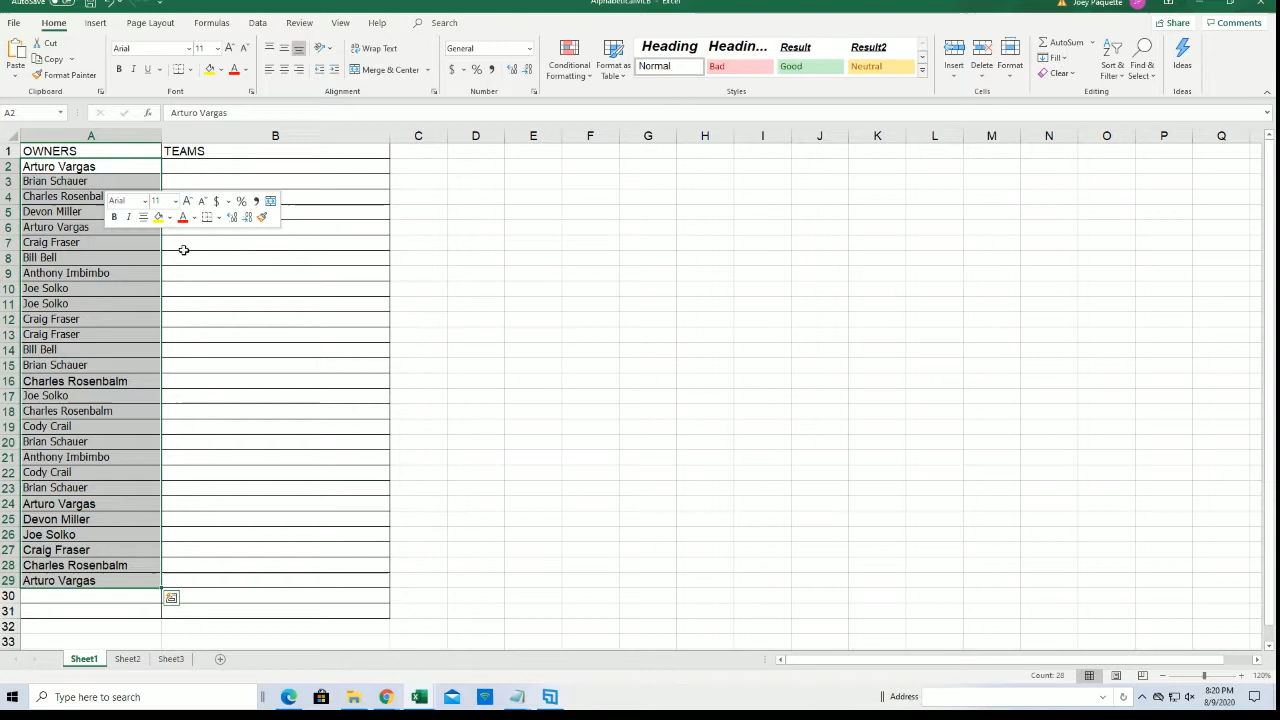 Joey Paquette
File Home Insert Page Layout Formulas Data Review View Help Search Share Comments
Paste Cut Copy Format Painter Arial 11 Wrap Text Merge & Center General Conditional Formatting Format as Table Heading Headin... Result Result2 Normal Bad Good Neutral Insert Delete Format AutoSum Fill Clear Sort & Filter Find & Select Ideas
Clipboard Font Alignment Number Styles Cells Editing Ideas
A2 fx Arturo Vargas
A B C D E F G H I J K L M N O P Q
1 OWNERS TEAMS
2 Arturo Vargas
3 Brian Schauer
4 Charles Rosenbal Arial 11
5 Devon Miller
6 Arturo Vargas
7 Craig Fraser
8 Bill Bell
9 Anthony Imbimbo
10 Joe Solko
11 Joe Solko
12 Craig Fraser
13 Craig Fraser
14 Bill Bell
15 Brian Schauer
16 Charles Rosenbalm
17 Joe Solko
18 Charles Rosenbalm
19 Cody Crail
20 Brian Schauer
21 Anthony Imbimbo
22 Cody Crail
23 Brian Schauer
24 Arturo Vargas
25 Devon Miller
26 Joe Solko
27 Craig Fraser
28 Charles Rosenbalm
29 Arturo Vargas
30
31
32
33
Sheet1 Sheet2 Sheet3
Count: 28 120%
Type here to search Address 8:20 PM
8/9/2020